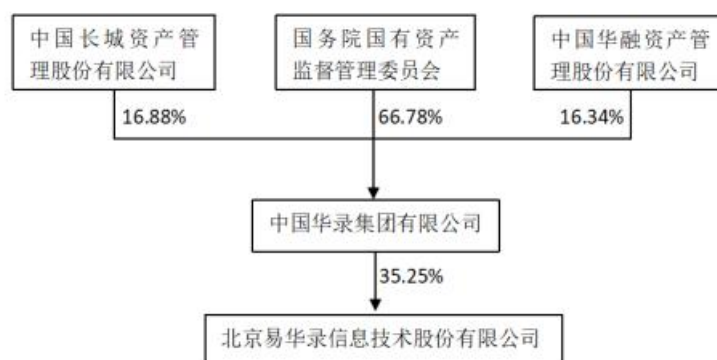 中国长城资产管
理股份有限公司
国务院国有资产
监督管理委员会
中国华融资产管
理股份有限公司
16.88%
66.78%
16.34%
中国华录集团有限公司
35.25%
北京易华录信息技术股份有限公司